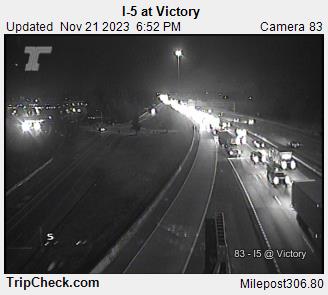 I-5 at Victory
Updated Nov 21 2023 6:52 PM Camera 83
T
S
83 - I5 @ Victory
TripCheck.com Milepost306.80